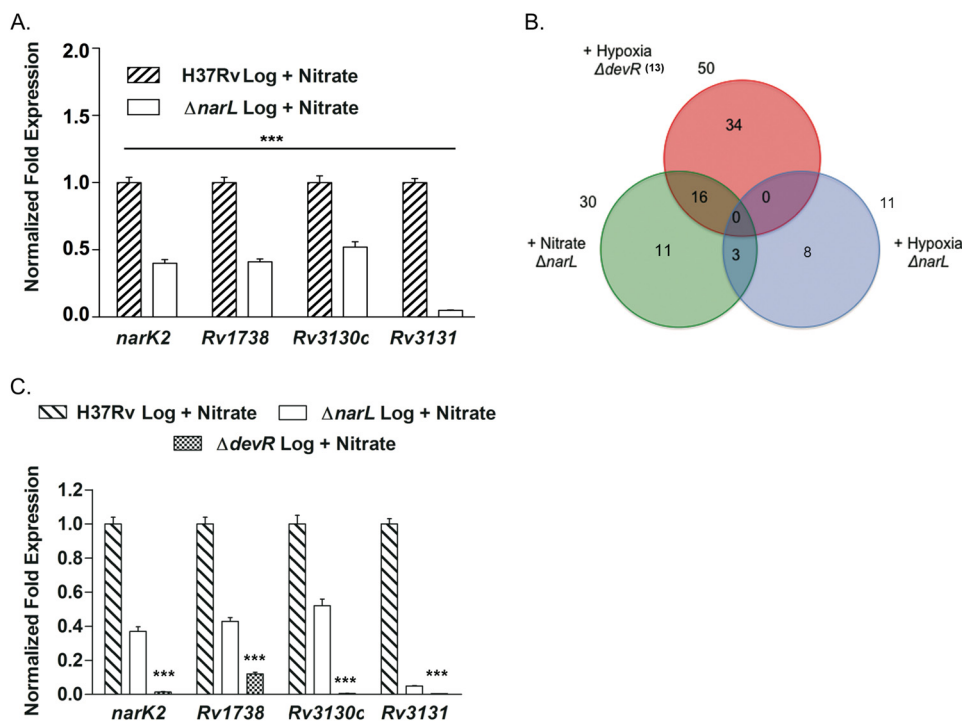 A.
Normalized Fold Expression
2.0
1.5
1.0
0.5
0.0
H37Rv Log + Nitrate
ΔnarL Log + Nitrate
***
narK2 Rv1738 Rv3130c Rv3131
B.
+ Hypoxia
ΔdevR (13)
50
34
30
16
0
0
11
+ Nitrate
ΔnarL
11
3
8
+ Hypoxia
ΔnarL
C.
H37Rv Log + Nitrate ΔnarL Log + Nitrate
ΔdevR Log + Nitrate
Normalized Fold Expression
1.2
1.0
0.8
0.6
0.4
0.2
0.0
*** *** *** ***
narK2 Rv1738 Rv3130c Rv3131